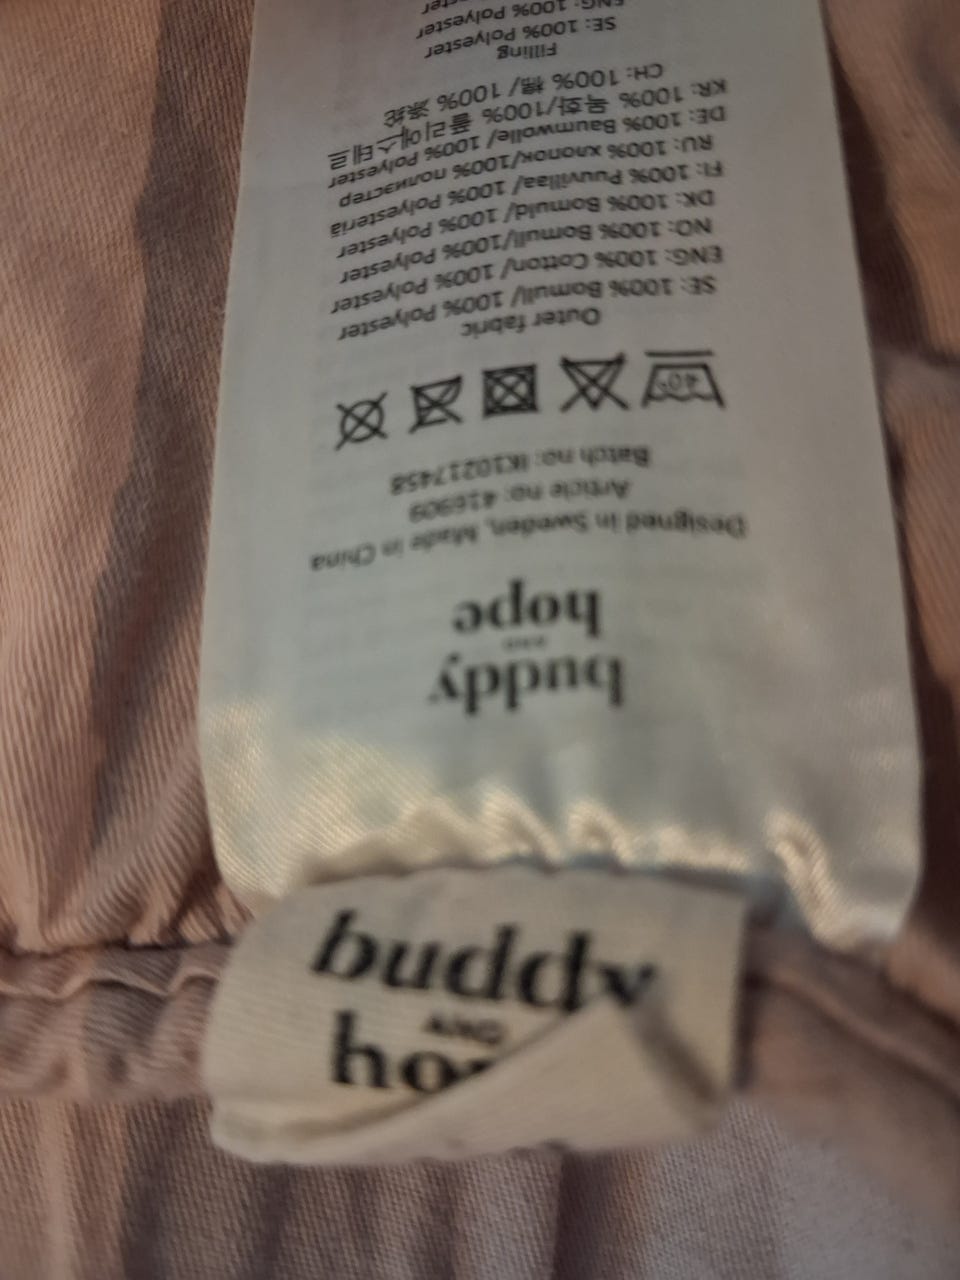 buddy
AND
buddy
AND
hope
Designed in Sweden, Made in China
Article no: 416909
Batch no: IK10217458
40°
Outer fabric
SE: 100% Bomull/ 100% Polyester
ENG: 100% Cotton/ 100% Polyester
NO: 100% Bomull/100% Polyester
DK: 100% Bomuld/ 100% Polyester
FI: 100% Puuvillaa/ 100% Polyesteriä
RU: 100% хлопок/100% полиэстер
DE: 100% Baumwolle/ 100% Polyester
KR: 100% 목화/100% 폴리에스테르
CH: 100% 棉/ 100% 涤纶
Filling
SE: 100% Polyester
ENG: 100% Polyester